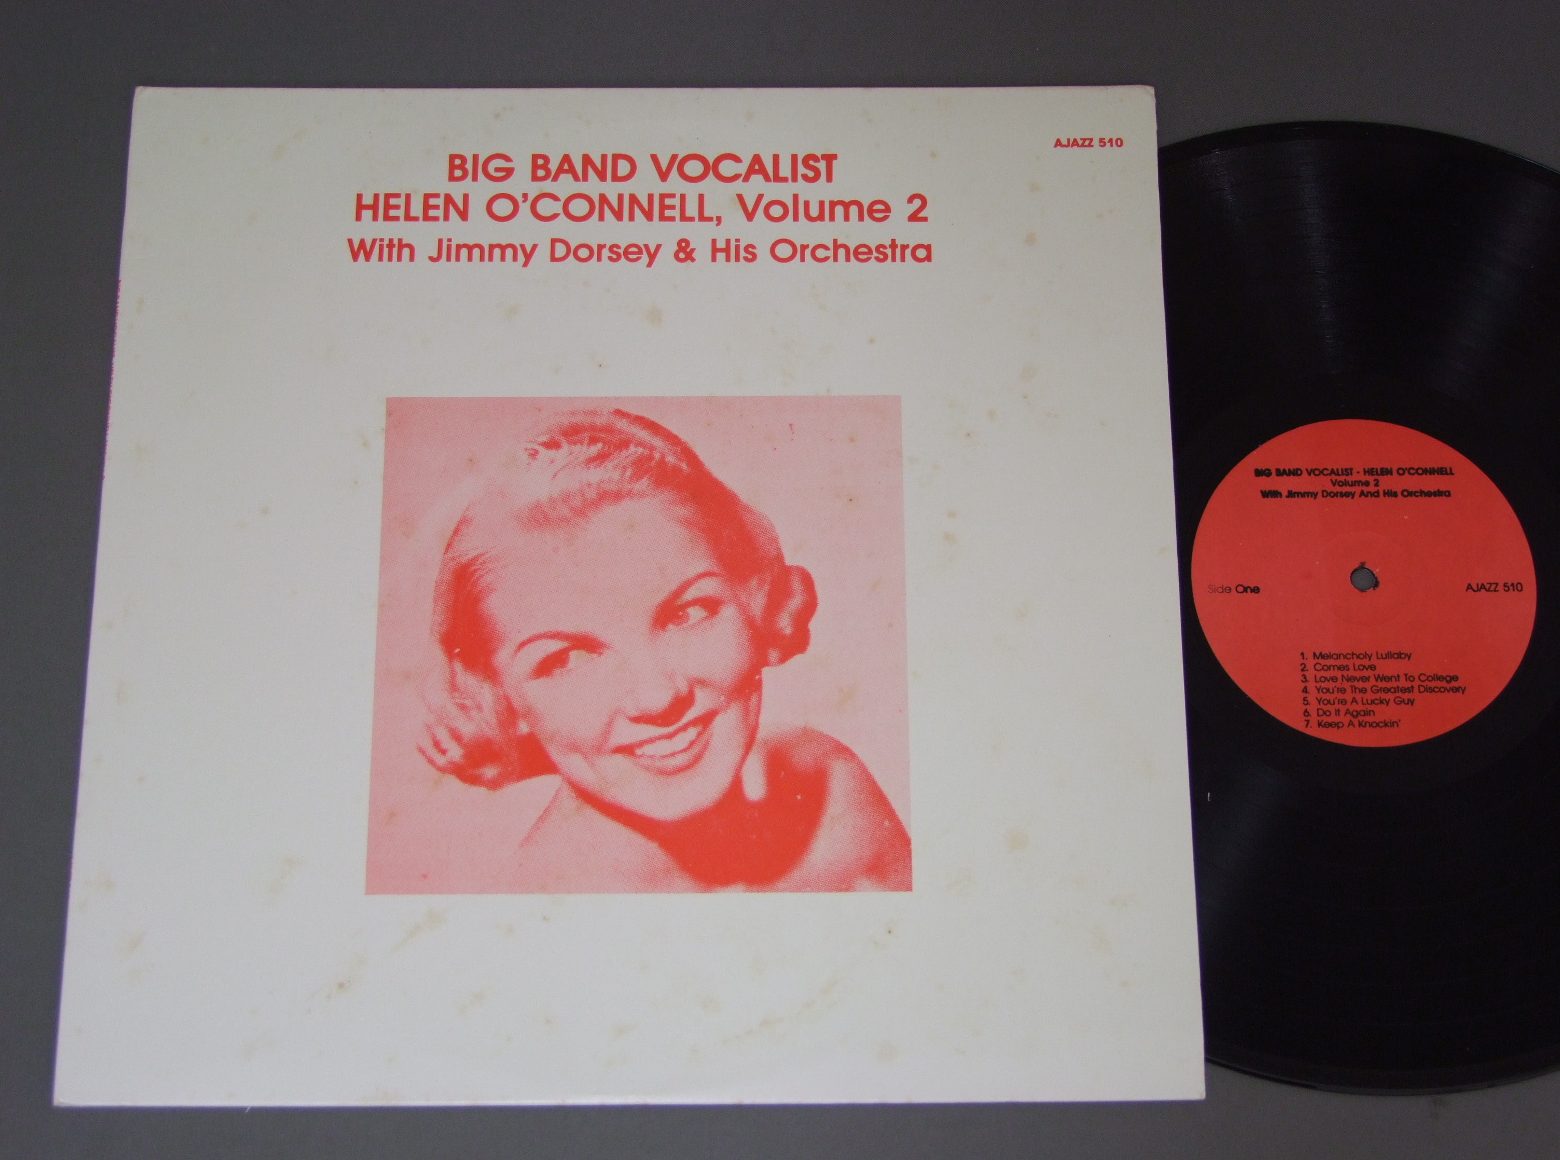 AJAZZ 510
BIG BAND VOCALIST
HELEN O'CONNELL, Volume 2
With Jimmy Dorsey & His Orchestra
BIG BAND VOCALIST - HELEN O'CONNELL
Volume 2
With Jimmy Dorsey And His Orchestra
Side One
AJAZZ 510
1. Melancholy Lullaby
2. Comes Love
3. Love Never Went To College
4. You're The Greatest Discovery
5. You're A Lucky Guy
6. Do It Again
7. Keep A Knockin'